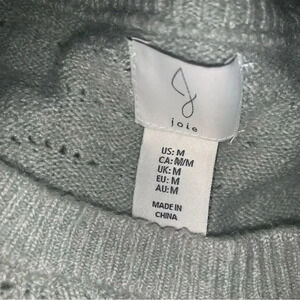 joie
US: M
CA: M/M
UK: M
EU: M
AU: M
MADE IN
CHINA